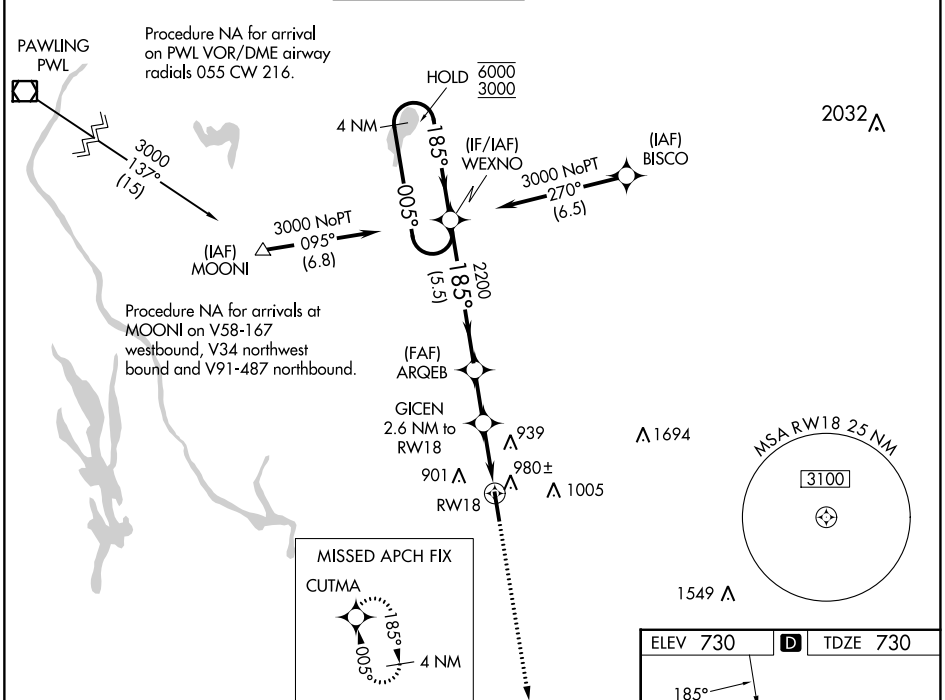 PAWLING
PWL
Procedure NA for arrival
on PWL VOR/DME airway
radials 055 CW 216.
HOLD 6000
3000
4 NM
185°
005°
(IF/IAF)
WEXNO
2032
(IAF)
BISCO
3000 NoPT
270°
(6.5)
3000
137°
(15)
3000 NoPT
095°
(6.8)
(IAF)
MOONI
2200
185°
(5.5)
Procedure NA for arrivals at
MOONI on V58-167
westbound, V34 northwest
bound and V91-487 northbound.
(FAF)
ARQEB
GICEN
2.6 NM to
RW18
939
1694
901
980±
1005
RW18
MSA RW18 25 NM
3100
MISSED APCH FIX
CUTMA
185°
005°
4 NM
1549
ELEV 730 D TDZE 730
185°